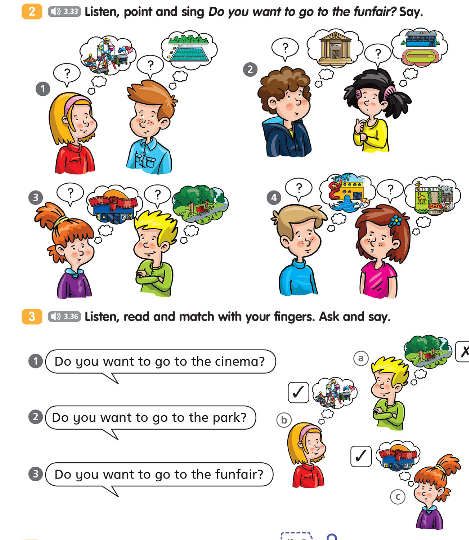 2 3.33 Listen, point and sing Do you want to go to the funfair? Say.
? ?
1
? ?
2
? ?
3
? ?
4
3 3.36 Listen, read and match with your fingers. Ask and say.
1 Do you want to go to the cinema?
a
2 Do you want to go to the park?
b
3 Do you want to go to the funfair?
c